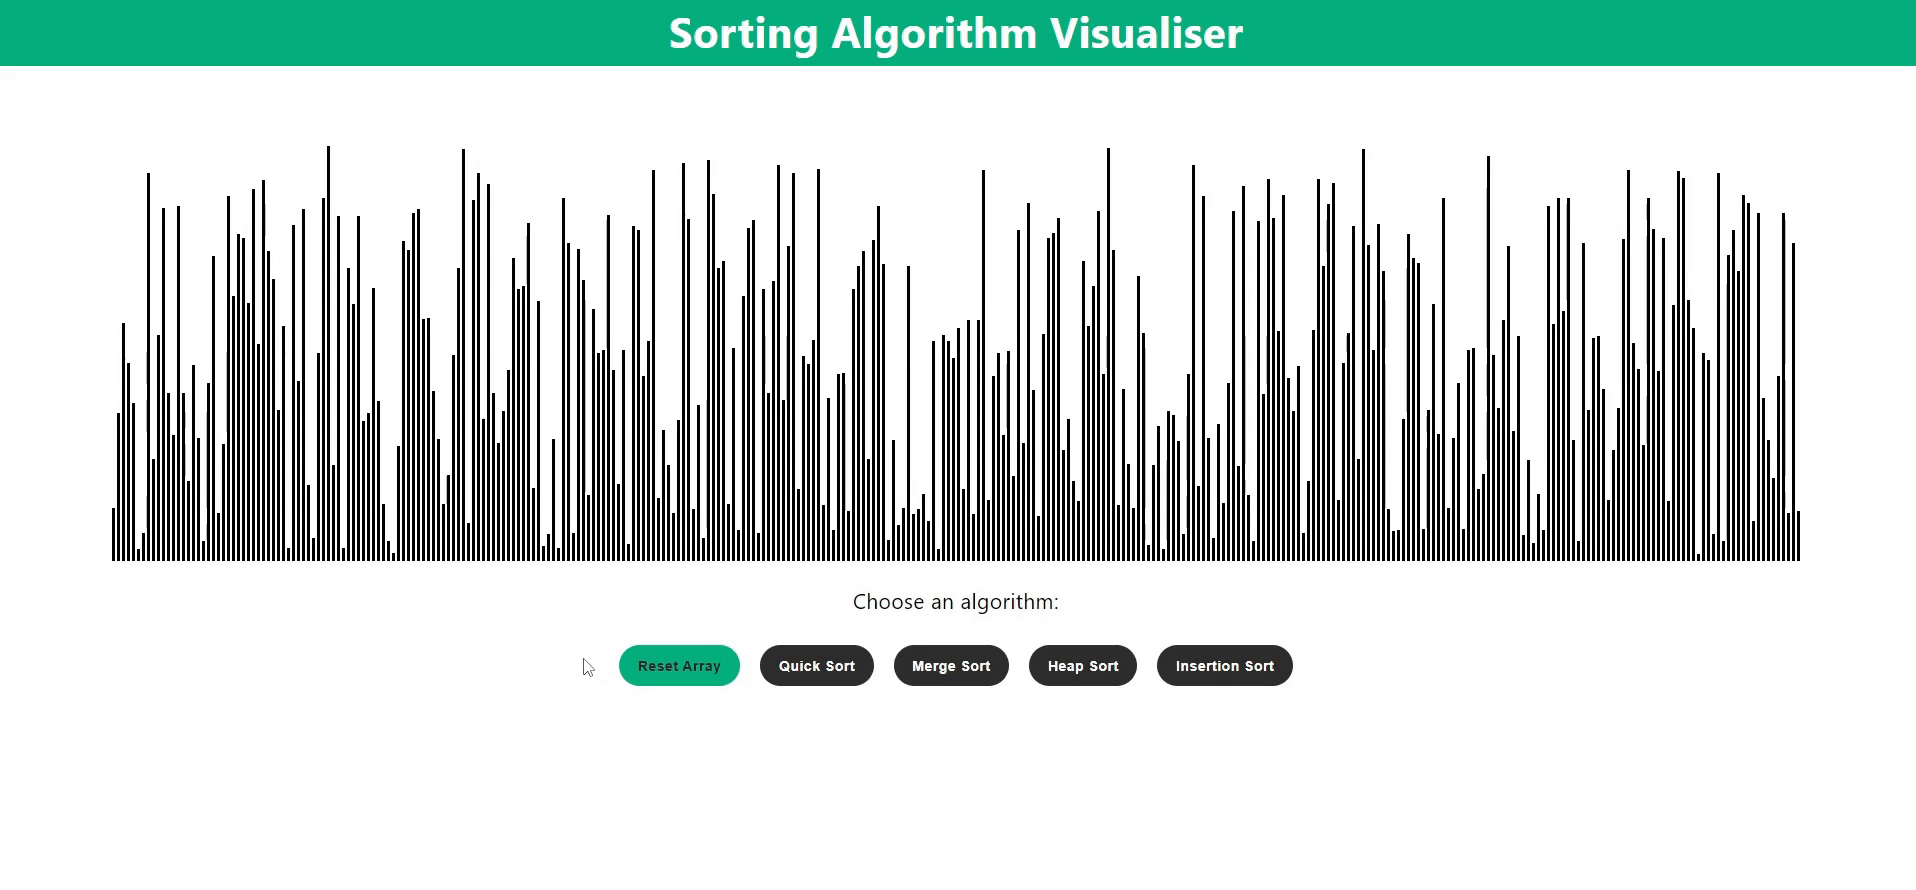 Sorting Algorithm Visualiser
Choose an algorithm:
Reset Array
Quick Sort
Merge Sort
Heap Sort
Insertion Sort